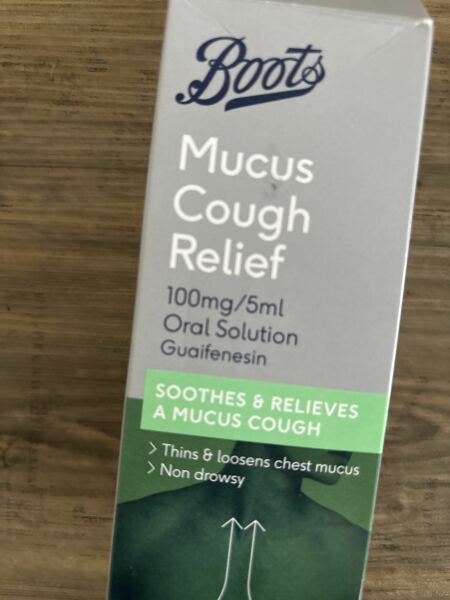 Boots
Mucus
Cough
Relief
100mg/5ml
Oral Solution
Guaifenesin
SOOTHES & RELIEVES
A MUCUS COUGH
> Thins & loosens chest mucus
> Non drowsy